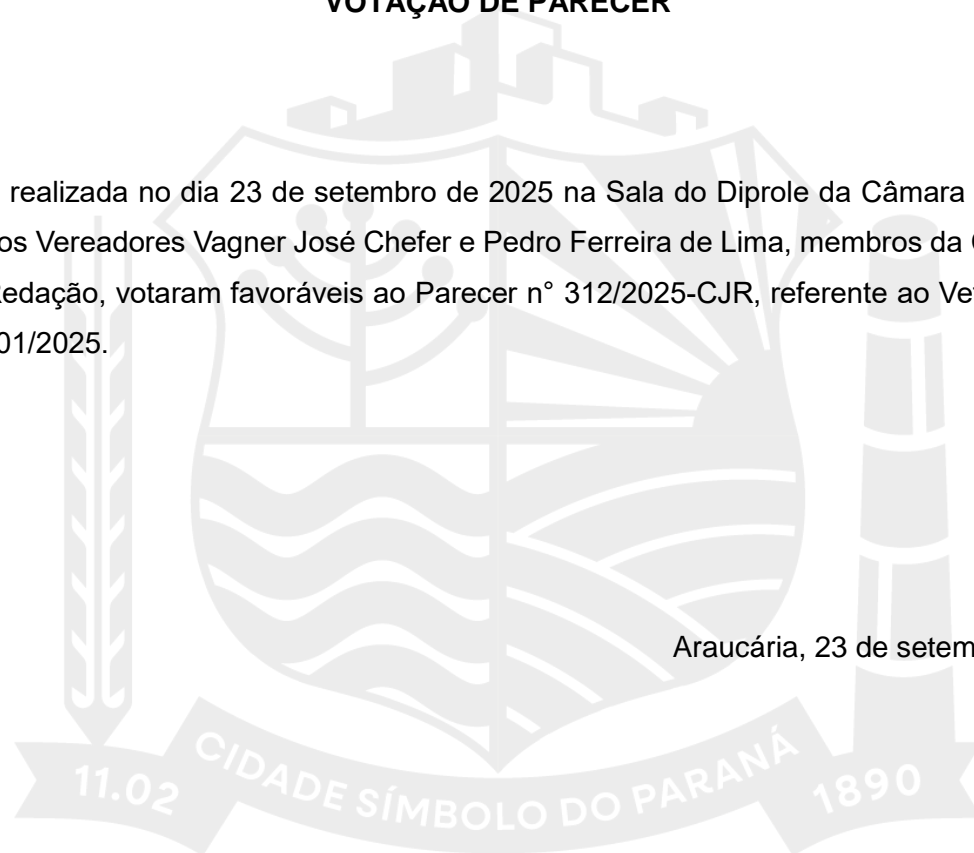 VOTAÇÃO DE PARECER
realizada no dia 23 de setembro de 2025 na Sala do Diprole da Câmara
os Vereadores Vagner José Chefer e Pedro Ferreira de Lima, membros da
Redação, votaram favoráveis ao Parecer n° 312/2025-CJR, referente ao
01/2025.
Araucária, 23 de setem
11.02 CIDADE SÍMBOLO DO PARANÁ 1890